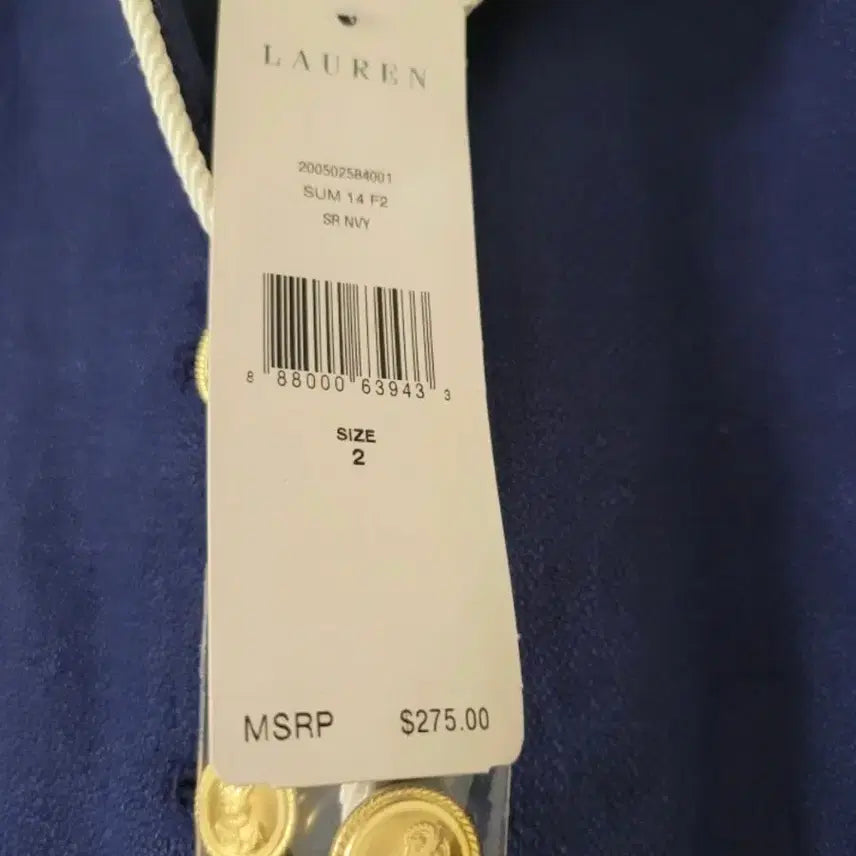 LAUREN
200502584001
SUM 14 F2
SR NVY
8 88000 63943 3
SIZE
2
MSRP $275.00